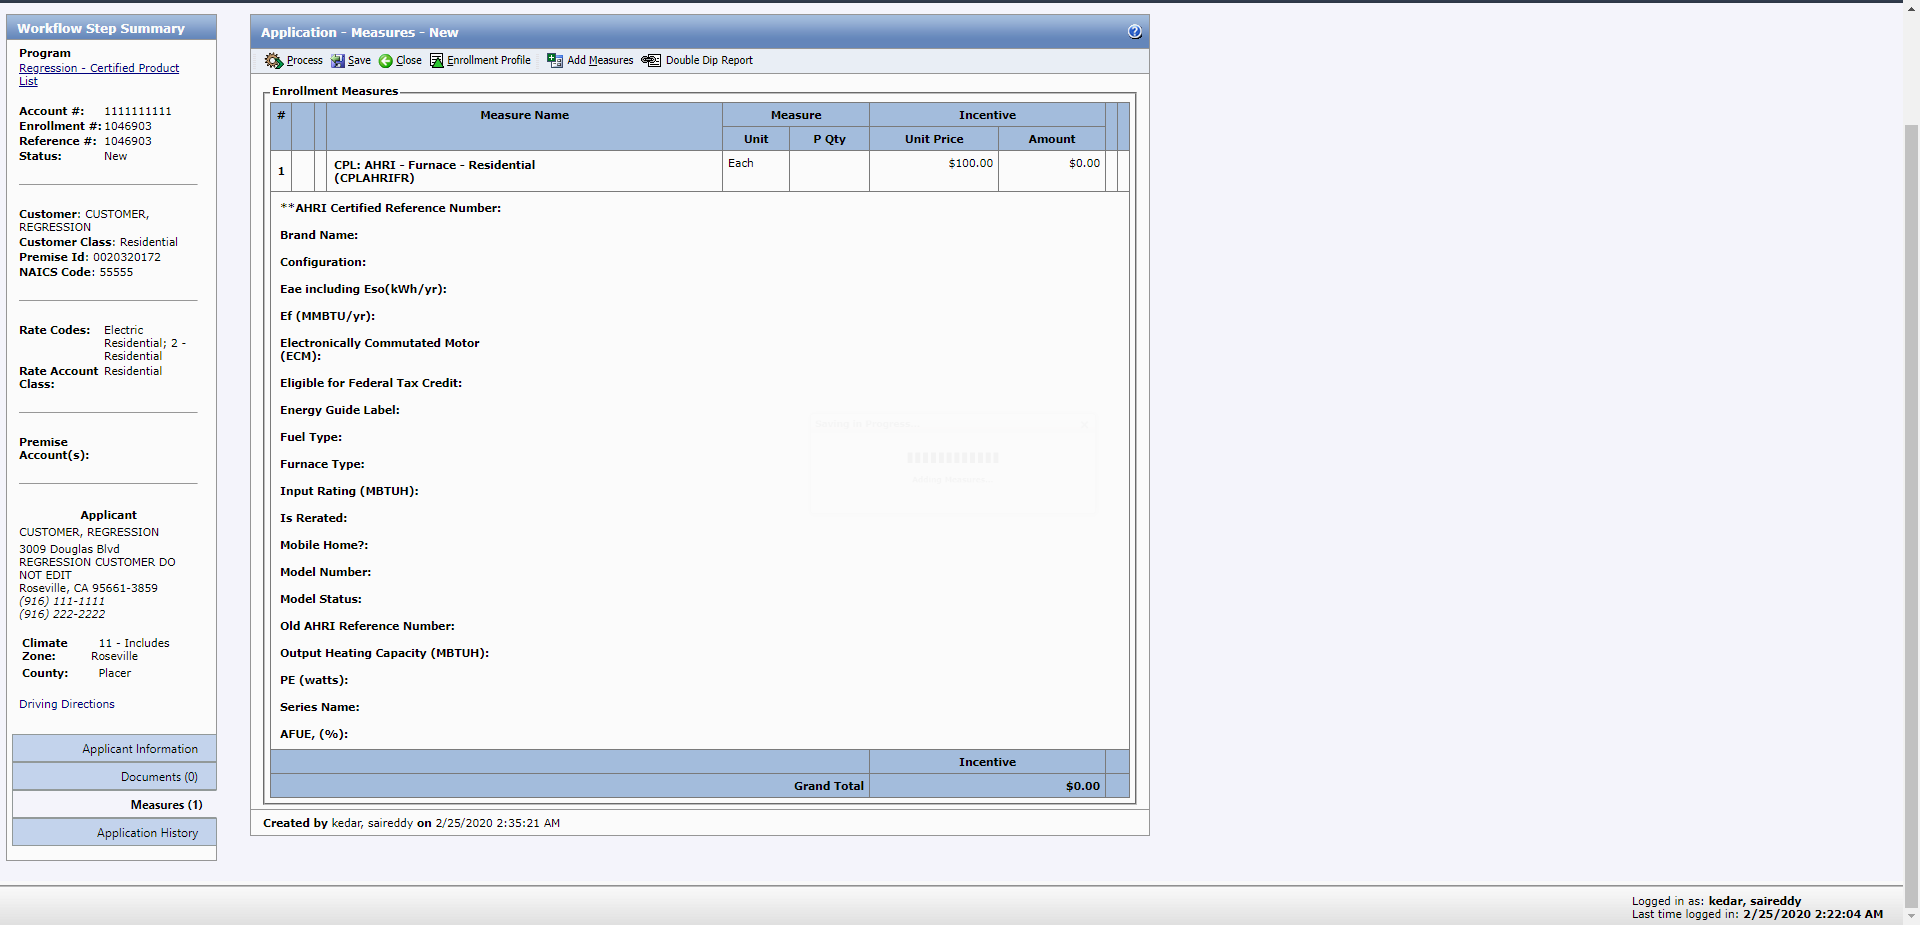 Workflow Step Summary
Program
Regression - Certified Product
List
Account #: 1111111111
Enrollment #: 1046903
Reference #: 1046903
Status: New
Customer: CUSTOMER,
REGRESSION
Customer Class: Residential
Premise Id: 0020320172
NAICS Code: 55555
Rate Codes: Electric
Residential; 2 -
Residential
Rate Account Residential
Class:
Premise
Account(s):
Applicant
CUSTOMER, REGRESSION
3009 Douglas Blvd
REGRESSION CUSTOMER DO
NOT EDIT
Roseville, CA 95661-3859
(916) 111-1111
(916) 222-2222
Climate 11 - Includes
Zone: Roseville
County: Placer
Driving Directions
Applicant Information
Documents (0)
Measures (1)
Application History
Application - Measures - New
Process Save Close Enrollment Profile Add Measures Double Dip Report
Enrollment Measures
# Measure Name Measure Incentive
Unit P Qty Unit Price Amount
1 CPL: AHRI - Furnace - Residential Each $100.00 $0.00
(CPLAHRIFR)
**AHRI Certified Reference Number:
Brand Name:
Configuration:
Eae including Eso(kWh/yr):
Ef (MMBTU/yr):
Electronically Commutated Motor
(ECM):
Eligible for Federal Tax Credit:
Energy Guide Label:
Fuel Type:
Furnace Type:
Input Rating (MBTUH):
Is Rerated:
Mobile Home?:
Model Number:
Model Status:
Old AHRI Reference Number:
Output Heating Capacity (MBTUH):
PE (watts):
Series Name:
AFUE, (%):
Incentive
Grand Total $0.00
Created by kedar, saireddy on 2/25/2020 2:35:21 AM
Logged in as: kedar, saireddy
Last time logged in: 2/25/2020 2:22:04 AM